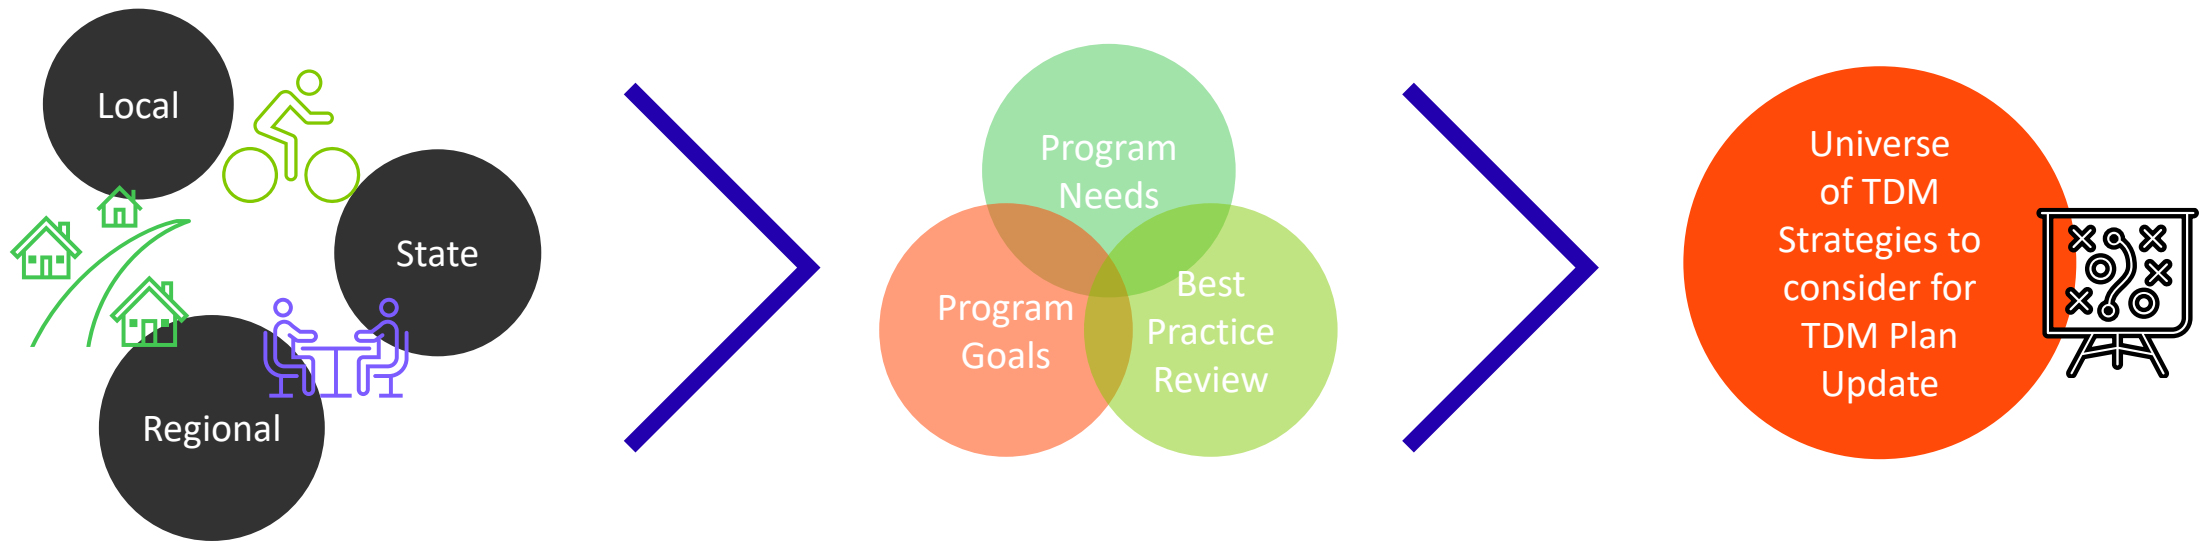 Local
State
Regional
Program
Needs
Program
Goals
Best
Practice
Review
Universe
of TDM
Strategies to
consider for
TDM Plan
Update